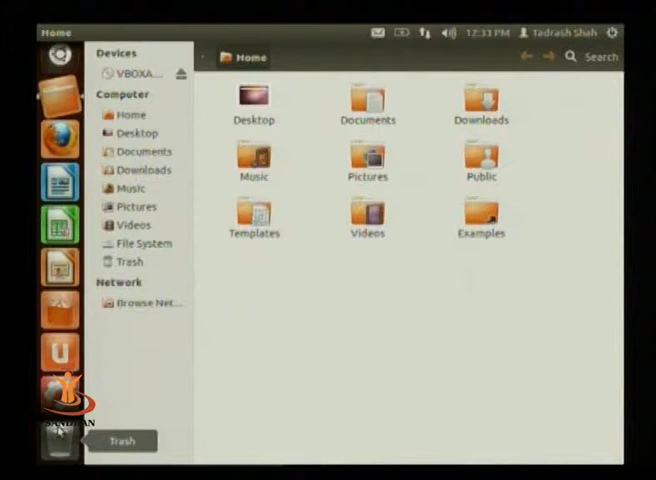 Home
12:33 PM Tadrash Shah
Devices
VBOXA...
Computer
Home
Desktop
Documents
Downloads
Music
Pictures
Videos
File System
Trash
Network
Browse Net...
Home
Search
Desktop
Documents
Downloads
Music
Pictures
Public
Templates
Videos
Examples
SANDHAN
Trash